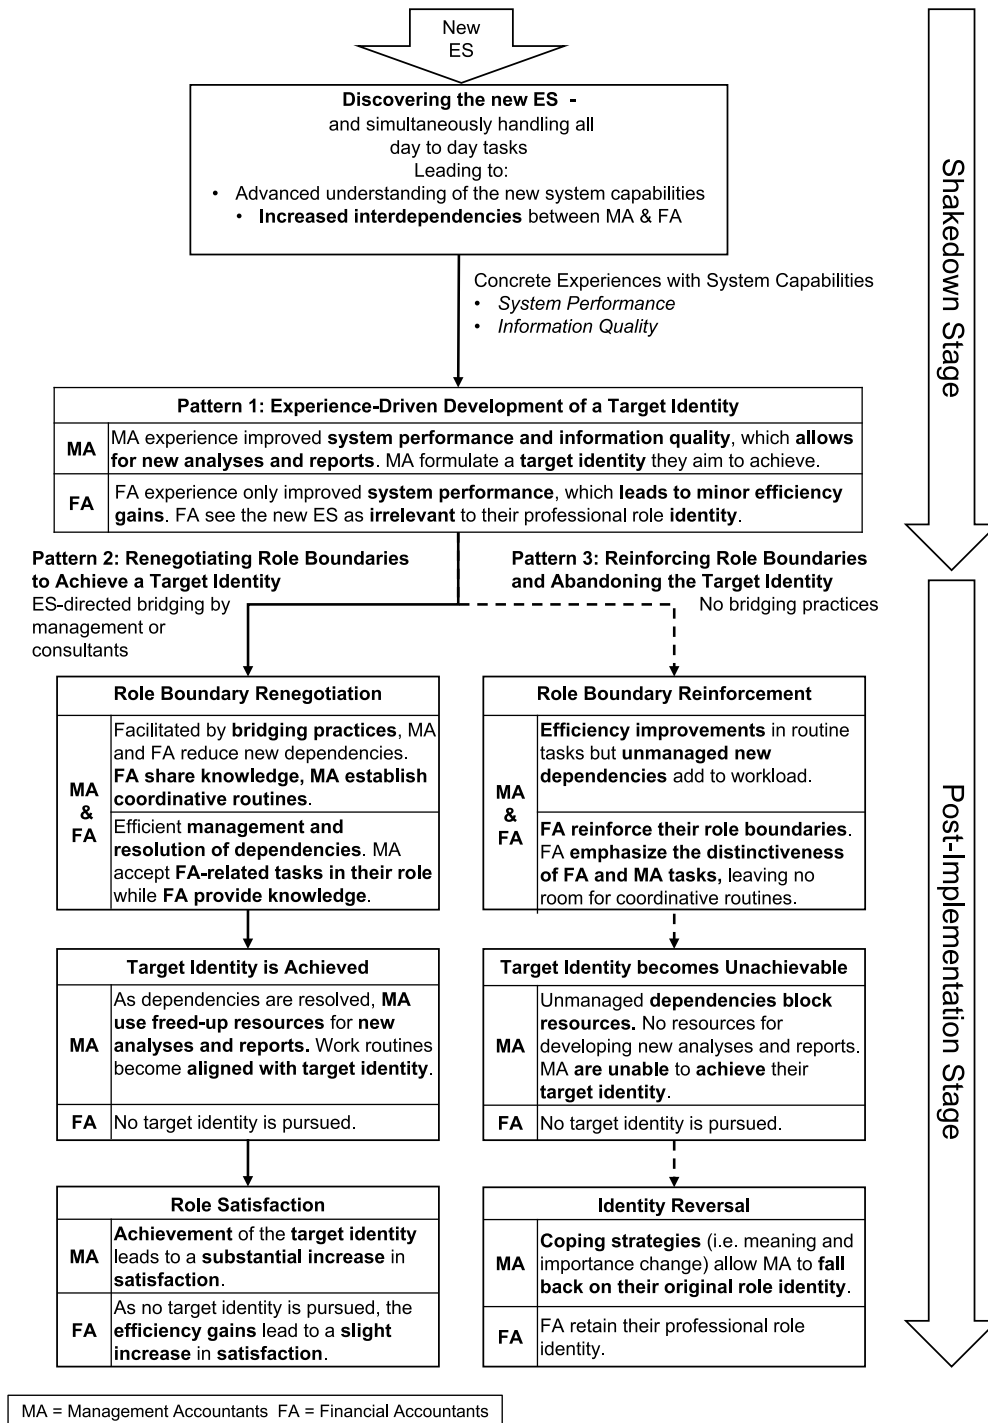 New
ES
Discovering the new ES -
and simultaneously handling all
day to day tasks
Leading to:
• Advanced understanding of the new system capabilities
• Increased interdependencies between MA & FA
Concrete Experiences with System Capabilities
• System Performance
• Information Quality
Shakedown Stage
Pattern 1: Experience-Driven Development of a Target Identity
MA
MA experience improved system performance and information quality, which allows
for new analyses and reports. MA formulate a target identity they aim to achieve.
FA
FA experience only improved system performance, which leads to minor efficiency
gains. FA see the new ES as irrelevant to their professional role identity.
Pattern 2: Renegotiating Role Boundaries
to Achieve a Target Identity
ES-directed bridging by
management or
consultants
Pattern 3: Reinforcing Role Boundaries
and Abandoning the Target Identity
No bridging practices
Post-Implementation Stage
Role Boundary Renegotiation
MA
&
FA
Facilitated by bridging practices, MA
and FA reduce new dependencies.
FA share knowledge, MA establish
coordinative routines.
Efficient management and
resolution of dependencies. MA
accept FA-related tasks in their role
while FA provide knowledge.
Role Boundary Reinforcement
MA
&
FA
Efficiency improvements in routine
tasks but unmanaged new
dependencies add to workload.
FA reinforce their role boundaries.
FA emphasize the distinctiveness
of FA and MA tasks, leaving no
room for coordinative routines.
Target Identity is Achieved
MA
As dependencies are resolved, MA
use freed-up resources for new
analyses and reports. Work routines
become aligned with target identity.
FA
No target identity is pursued.
Target Identity becomes Unachievable
MA
Unmanaged dependencies block
resources. No resources for
developing new analyses and reports.
MA are unable to achieve their
target identity.
FA
No target identity is pursued.
Role Satisfaction
MA
Achievement of the target identity
leads to a substantial increase in
satisfaction.
FA
As no target identity is pursued, the
efficiency gains lead to a slight
increase in satisfaction.
Identity Reversal
MA
Coping strategies (i.e. meaning and
importance change) allow MA to fall
back on their original role identity.
FA
FA retain their professional role
identity.
MA = Management Accountants FA = Financial Accountants